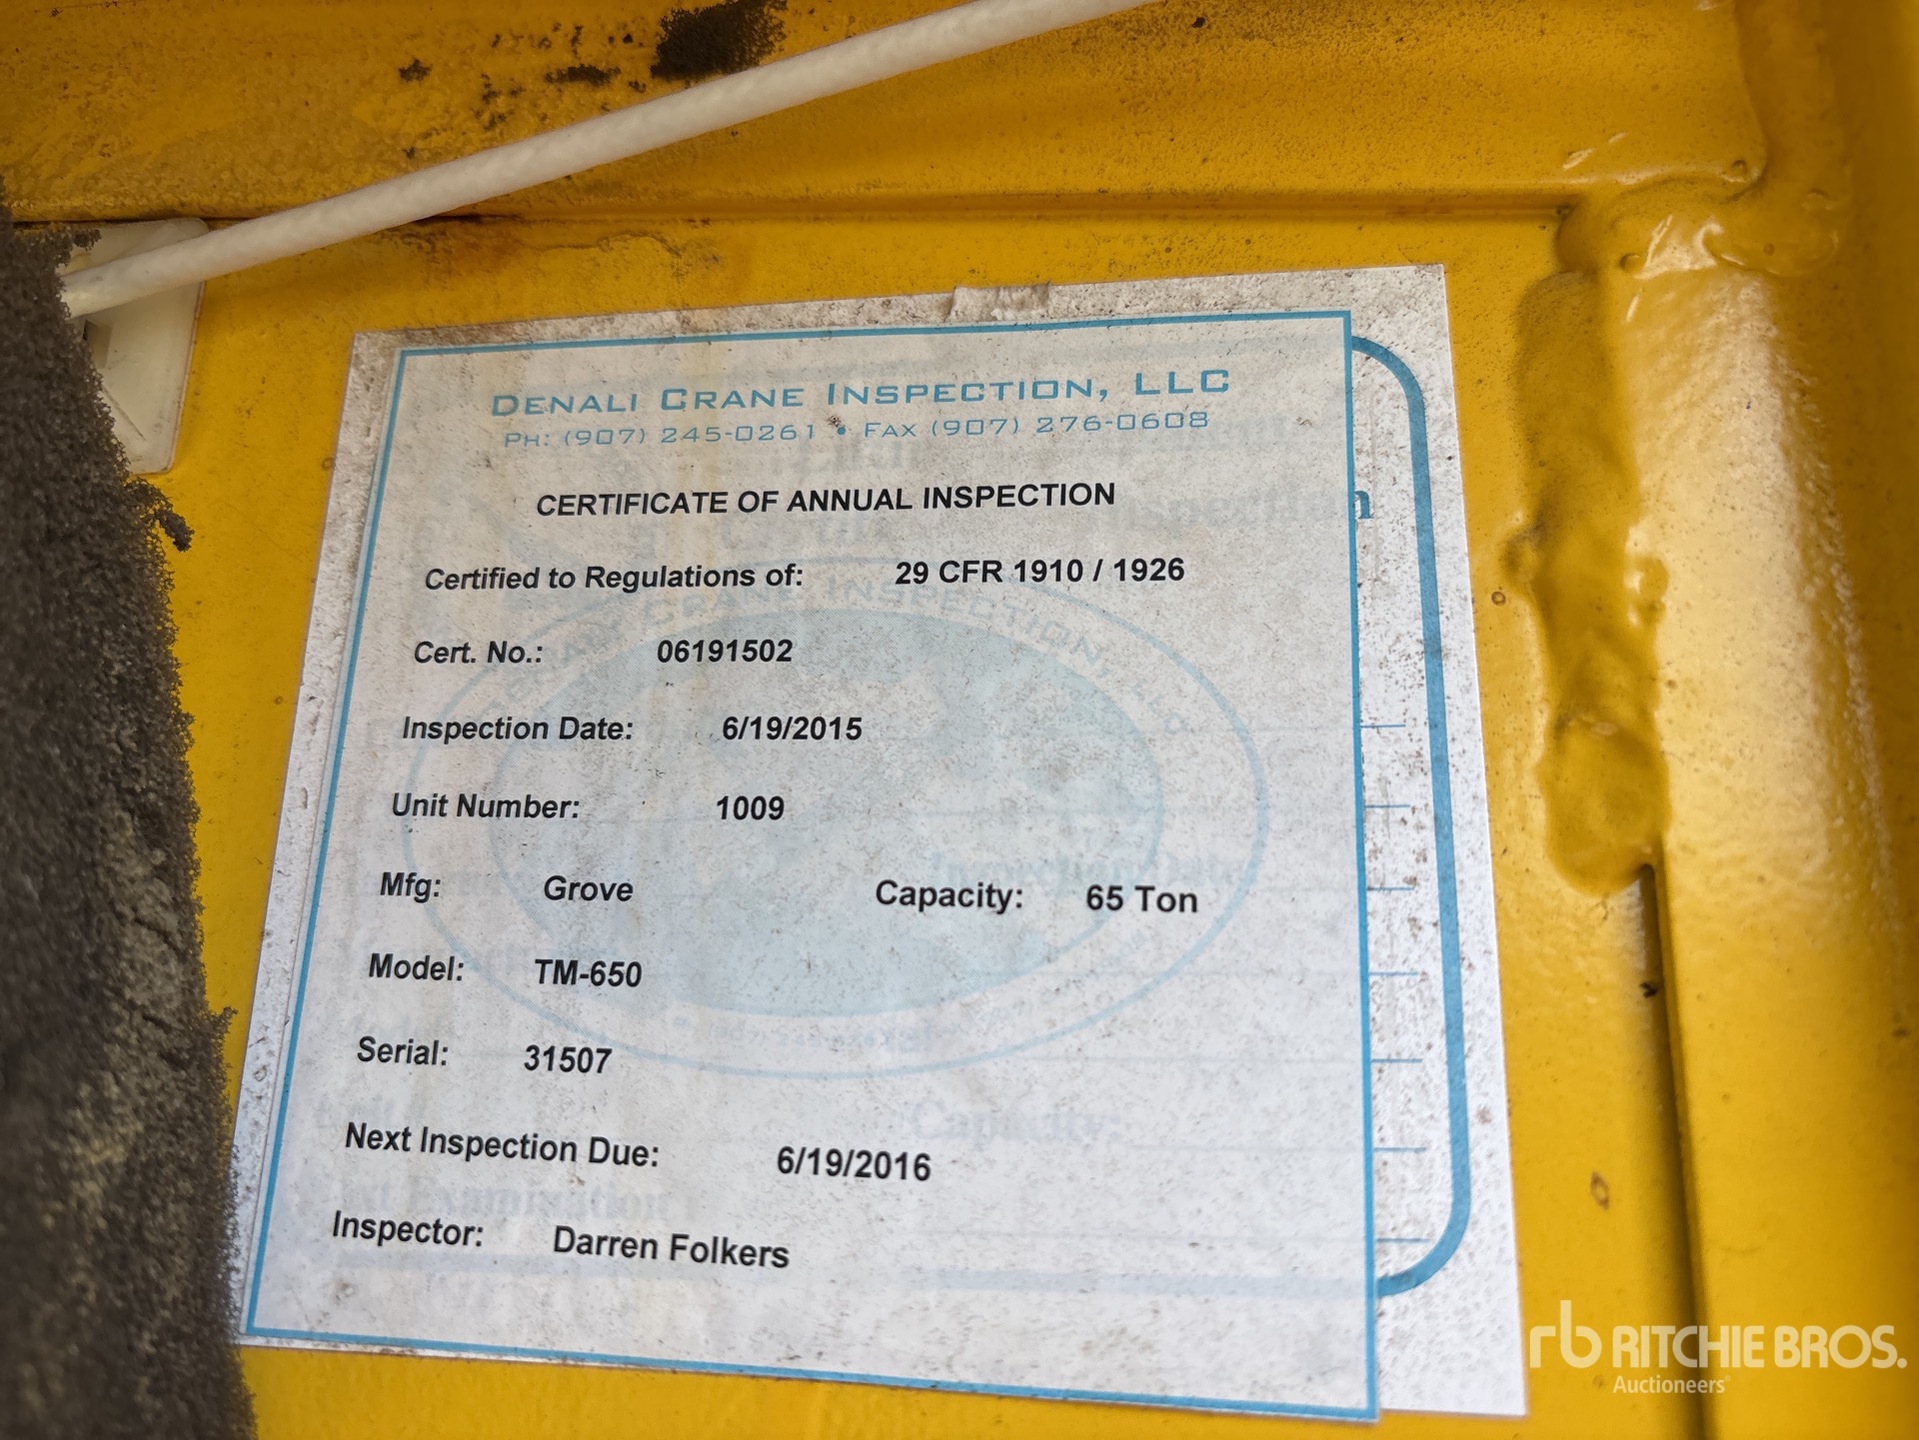 DENALI CRANE INSPECTION, LLC
PH: (907) 245-0261 • FAX (907) 276-0608
CERTIFICATE OF ANNUAL INSPECTION
Certified to Regulations of: 29 CFR 1910 / 1926
Cert. No.: 06191502
Inspection Date: 6/19/2015
Unit Number: 1009
Mfg: Grove Capacity: 65 Ton
Model: TM-650
Serial: 31507
Next Inspection Due: 6/19/2016
Inspector: Darren Folkers
rb RITCHIE BROS.
Auctioneers